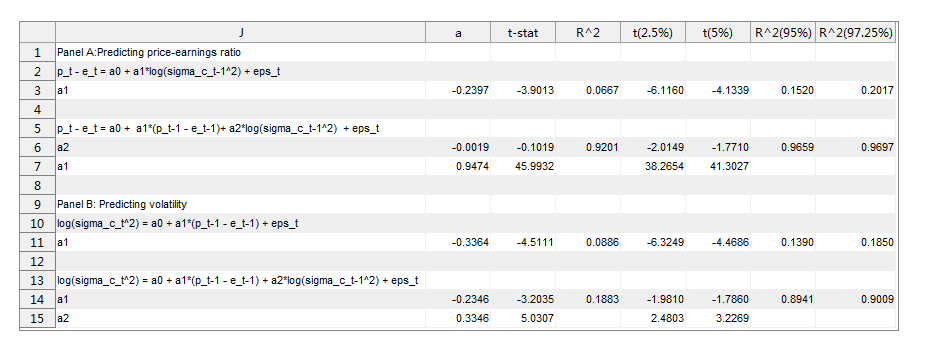 J a t-stat R^2 t(2.5%) t(5%) R^2(95%) R^2(97.25%)
1 Panel A:Predicting price-earnings ratio
2 p_t - e_t = a0 + a1*log(sigma_c_t-1^2) + eps_t
3 a1 -0.2397 -3.9013 0.0667 -6.1160 -4.1339 0.1520 0.2017
4
5 p_t - e_t = a0 + a1*(p_t-1 - e_t-1)+ a2*log(sigma_c_t-1^2) + eps_t
6 a2 -0.0019 -0.1019 0.9201 -2.0149 -1.7710 0.9659 0.9697
7 a1 0.9474 45.9932 38.2654 41.3027
8
9 Panel B: Predicting volatility
10 log(sigma_c_t^2) = a0 + a1*(p_t-1 - e_t-1) + eps_t
11 a1 -0.3364 -4.5111 0.0886 -6.3249 -4.4686 0.1390 0.1850
12
13 log(sigma_c_t^2) = a0 + a1*(p_t-1 - e_t-1) + a2*log(sigma_c_t-1^2) + eps_t
14 a1 -0.2346 -3.2035 0.1883 -1.9810 -1.7860 0.8941 0.9009
15 a2 0.3346 5.0307 2.4803 3.2269